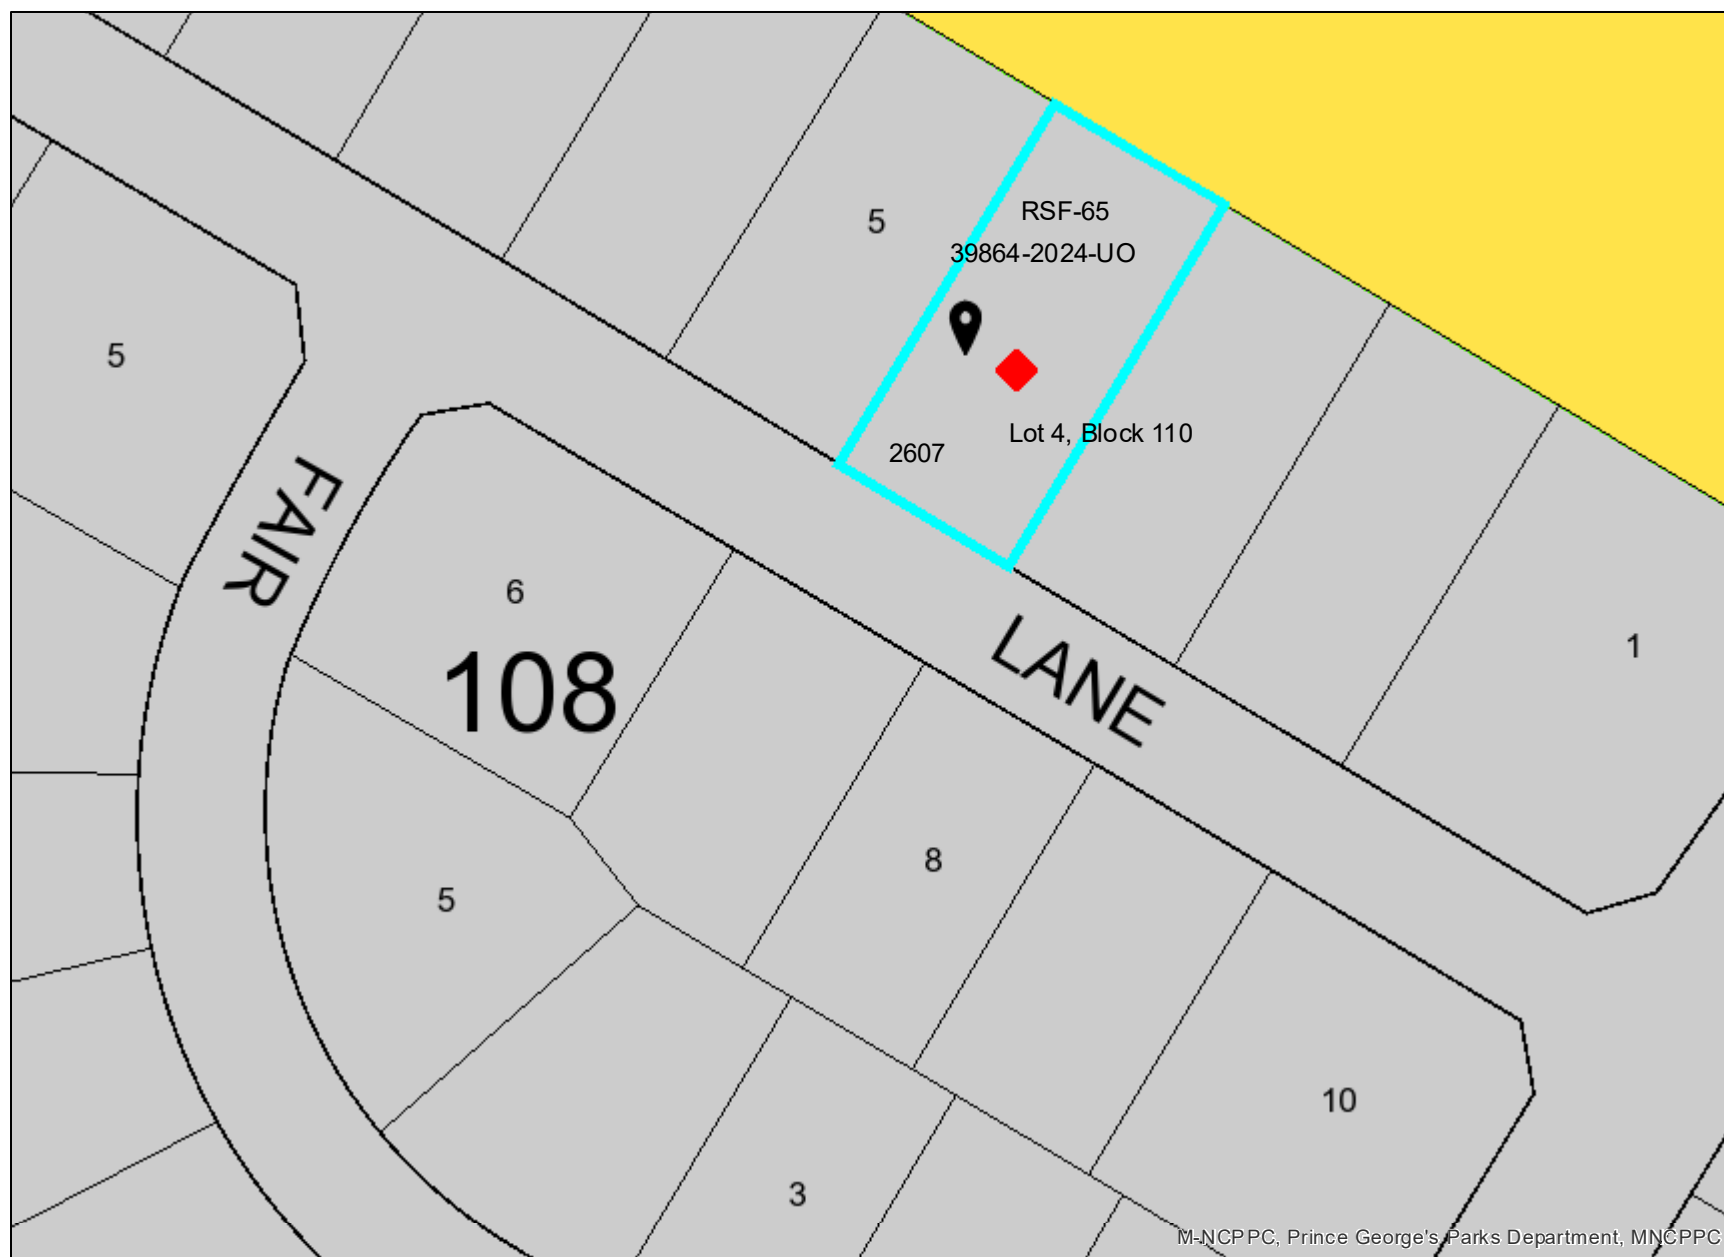 RSF-65
5
39864-2024-UO
5
Lot 4, Block 110
2607
FAIR
6
LANE
1
108
8
5
10
3
M-NCPPC, Prince George's Parks Department, MNCPPC